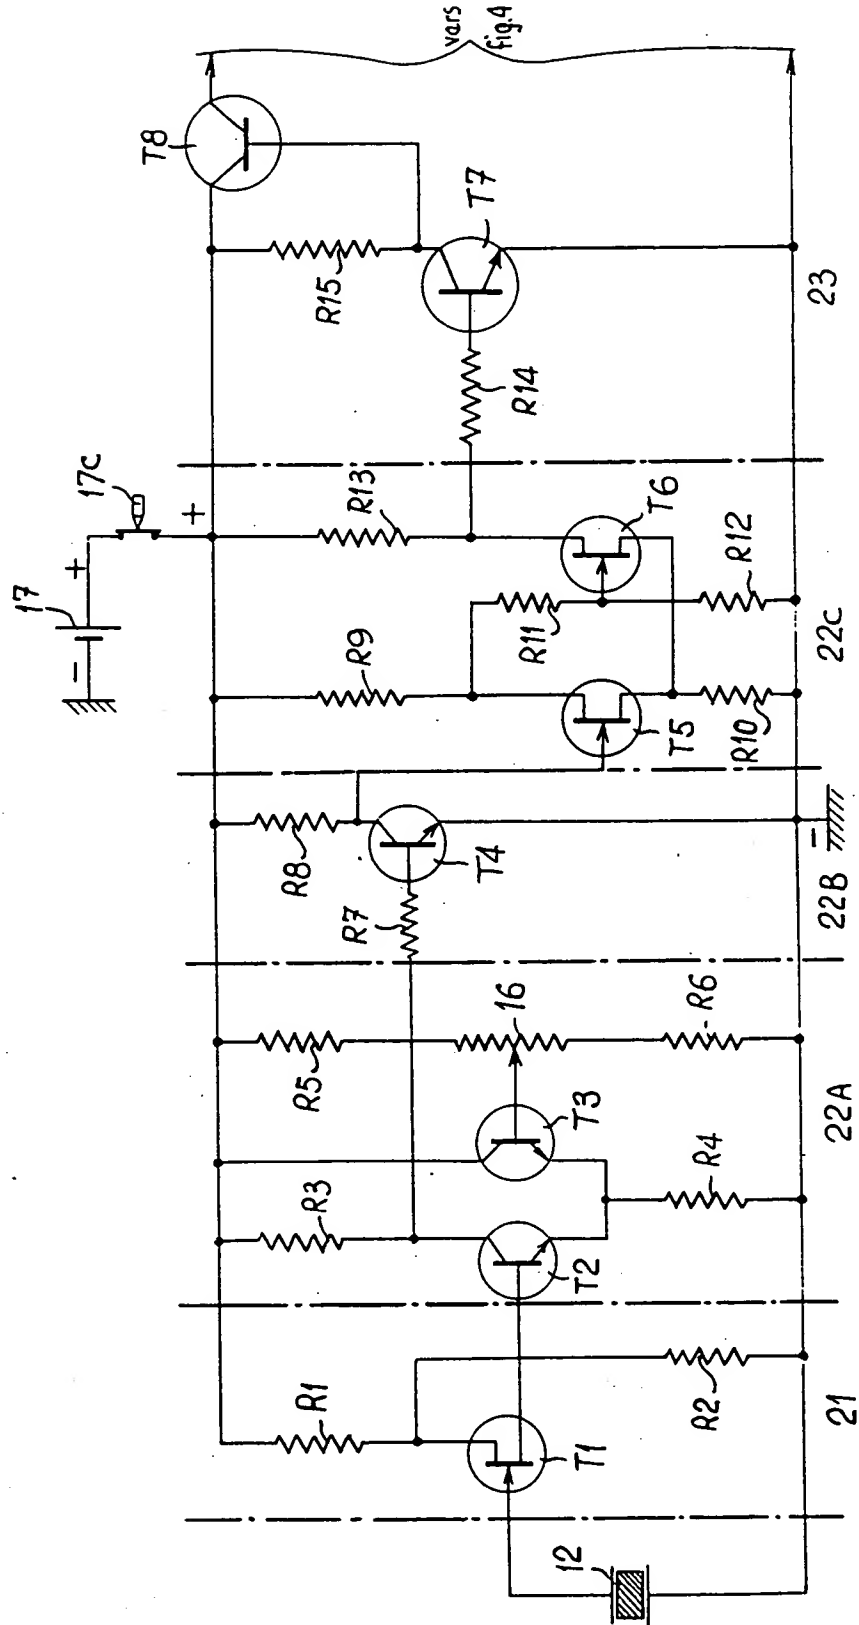 17
− +
17c
T8
+
R1
R3
R5
R8
R7
R9
R13
R15
vars
fig.4
T7
R14
16
T4
R11
12
T1
T2
T3
T5
T6
R2
R4
R6
R10
R12
−
21
22A
22B
22c
23